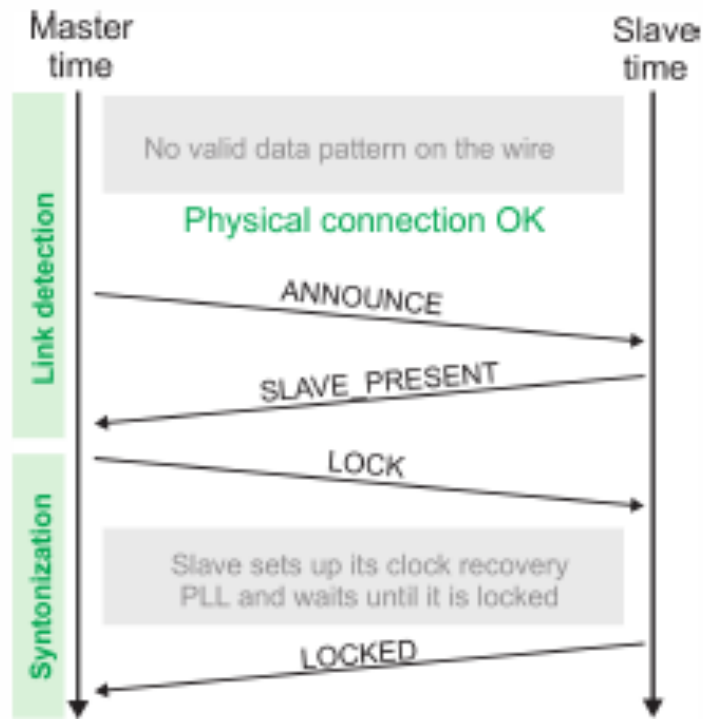 Master
time
Slave
time
Link detection
No valid data pattern on the wire
Physical connection OK
ANNOUNCE
SLAVE_PRESENT
Syntonization
LOCK
Slave sets up its clock recovery
PLL and waits until it is locked
LOCKED